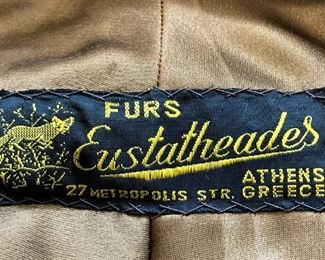 FURS
Eustatheades
ATHENS
27 METROPOLIS STR. GREECE